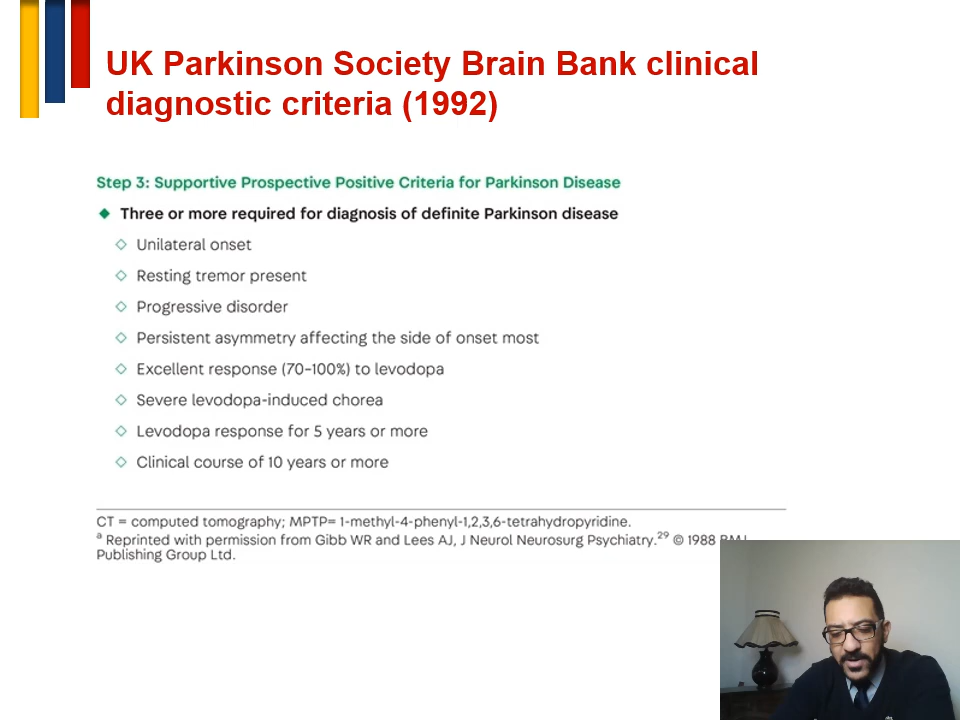 UK Parkinson Society Brain Bank clinical
diagnostic criteria (1992)
Step 3: Supportive Prospective Positive Criteria for Parkinson Disease
Three or more required for diagnosis of definite Parkinson disease
Unilateral onset
Resting tremor present
Progressive disorder
Persistent asymmetry affecting the side of onset most
Excellent response (70–100%) to levodopa
Severe levodopa-induced chorea
Levodopa response for 5 years or more
Clinical course of 10 years or more
CT = computed tomography; MPTP= 1-methyl-4-phenyl-1,2,3,6-tetrahydropyridine.
a Reprinted with permission from Gibb WR and Lees AJ, J Neurol Neurosurg Psychiatry.29 © 1988
Publishing Group Ltd.